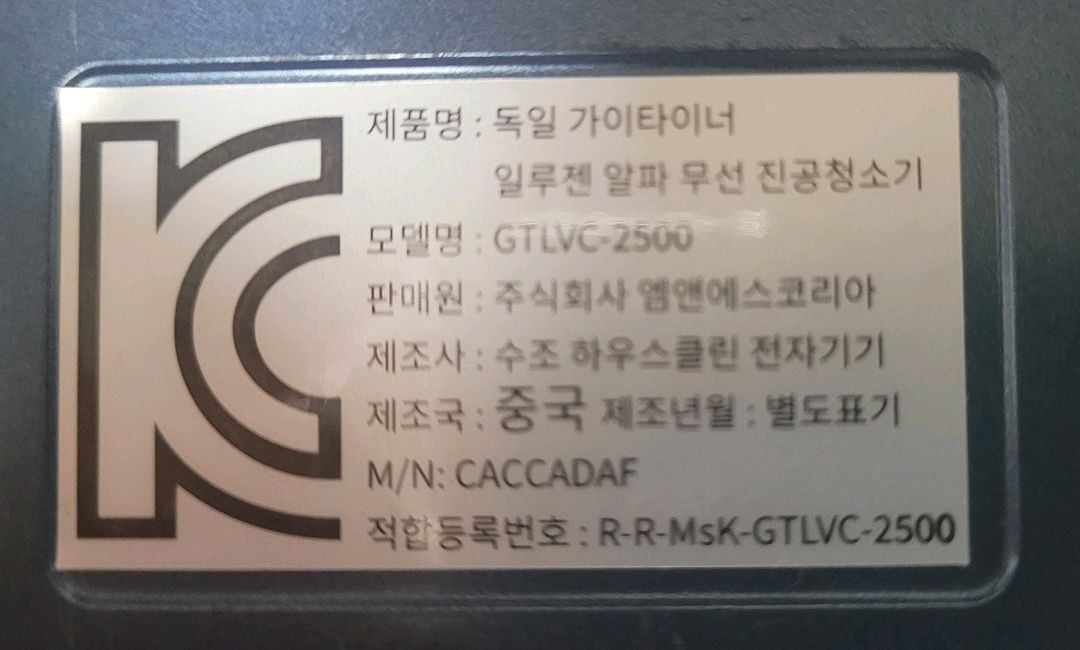 KC
제품명 : 독일 가이타이너
일루젠 알파 무선 진공청소기
모델명 : GTLVC-2500
판매원 : 주식회사 엠앤에스코리아
제조사 : 수조 하우스클린 전자기기
제조국 : 중국 제조년월 : 별도표기
M/N: CACCADAF
적합등록번호 : R-R-MsK-GTLVC-2500